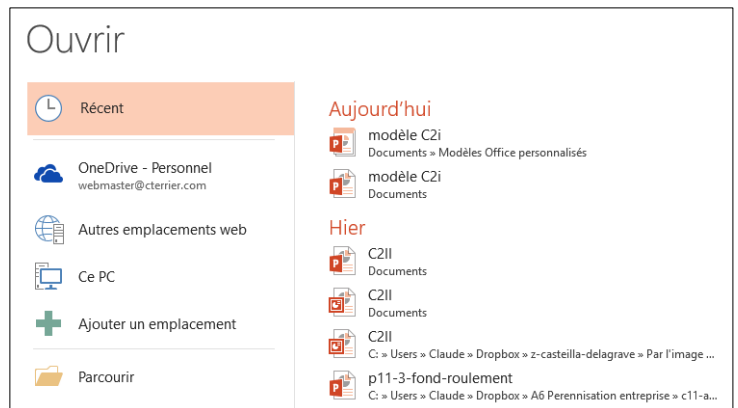 Ouvrir
Récent
OneDrive - Personnel
webmaster@cterrier.com
Autres emplacements web
Ce PC
Ajouter un emplacement
Parcourir
Aujourd'hui
modèle C2i
Documents » Modèles Office personnalisés
modèle C2i
Documents
Hier
C2II
Documents
C2II
Documents
C2II
C: » Users » Claude » Dropbox » z-casteilla-delagrave » Par l'image ...
p11-3-fond-roulement
C: » Users » Claude » Dropbox » A6 Perennisation entreprise » c11-a...